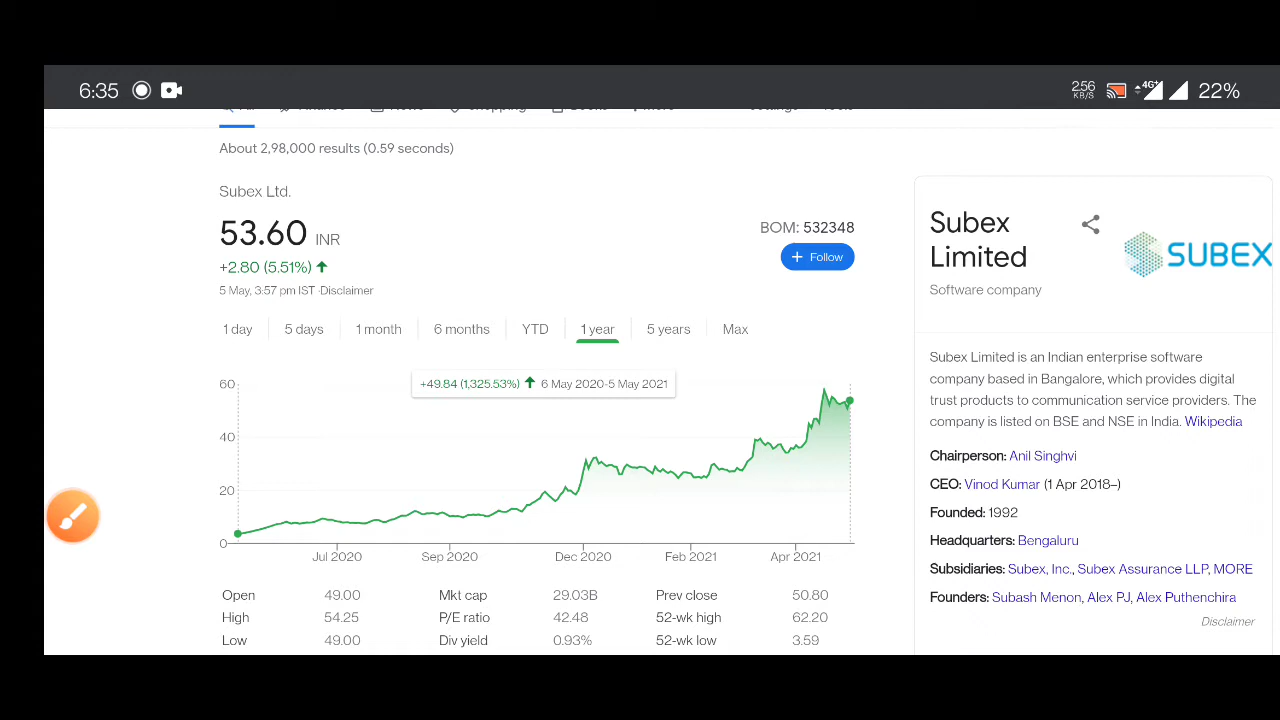 6:35
2.56 KB/S 4G+ 22%
About 2,98,000 results (0.59 seconds)
Subex Ltd.
53.60 INR
+2.80 (5.51%)
5 May, 3:57 pm IST ·Disclaimer
BOM: 532348
+ Follow
1 day 5 days 1 month 6 months YTD 1 year 5 years Max
+49.84 (1,325.53%) 6 May 2020-5 May 2021
60
40
20
0
Jul 2020 Sep 2020 Dec 2020 Feb 2021 Apr 2021
Open 49.00 Mkt cap 29.03B Prev close 50.80
High 54.25 P/E ratio 42.48 52-wk high 62.20
Low 49.00 Div yield 0.93% 52-wk low 3.59
Subex
Limited
Software company
SUBEX
Subex Limited is an Indian enterprise software
company based in Bangalore, which provides digital
trust products to communication service providers. The
company is listed on BSE and NSE in India. Wikipedia
Chairperson: Anil Singhvi
CEO: Vinod Kumar (1 Apr 2018–)
Founded: 1992
Headquarters: Bengaluru
Subsidiaries: Subex, Inc., Subex Assurance LLP, MORE
Founders: Subash Menon, Alex PJ, Alex Puthenchira
Disclaimer